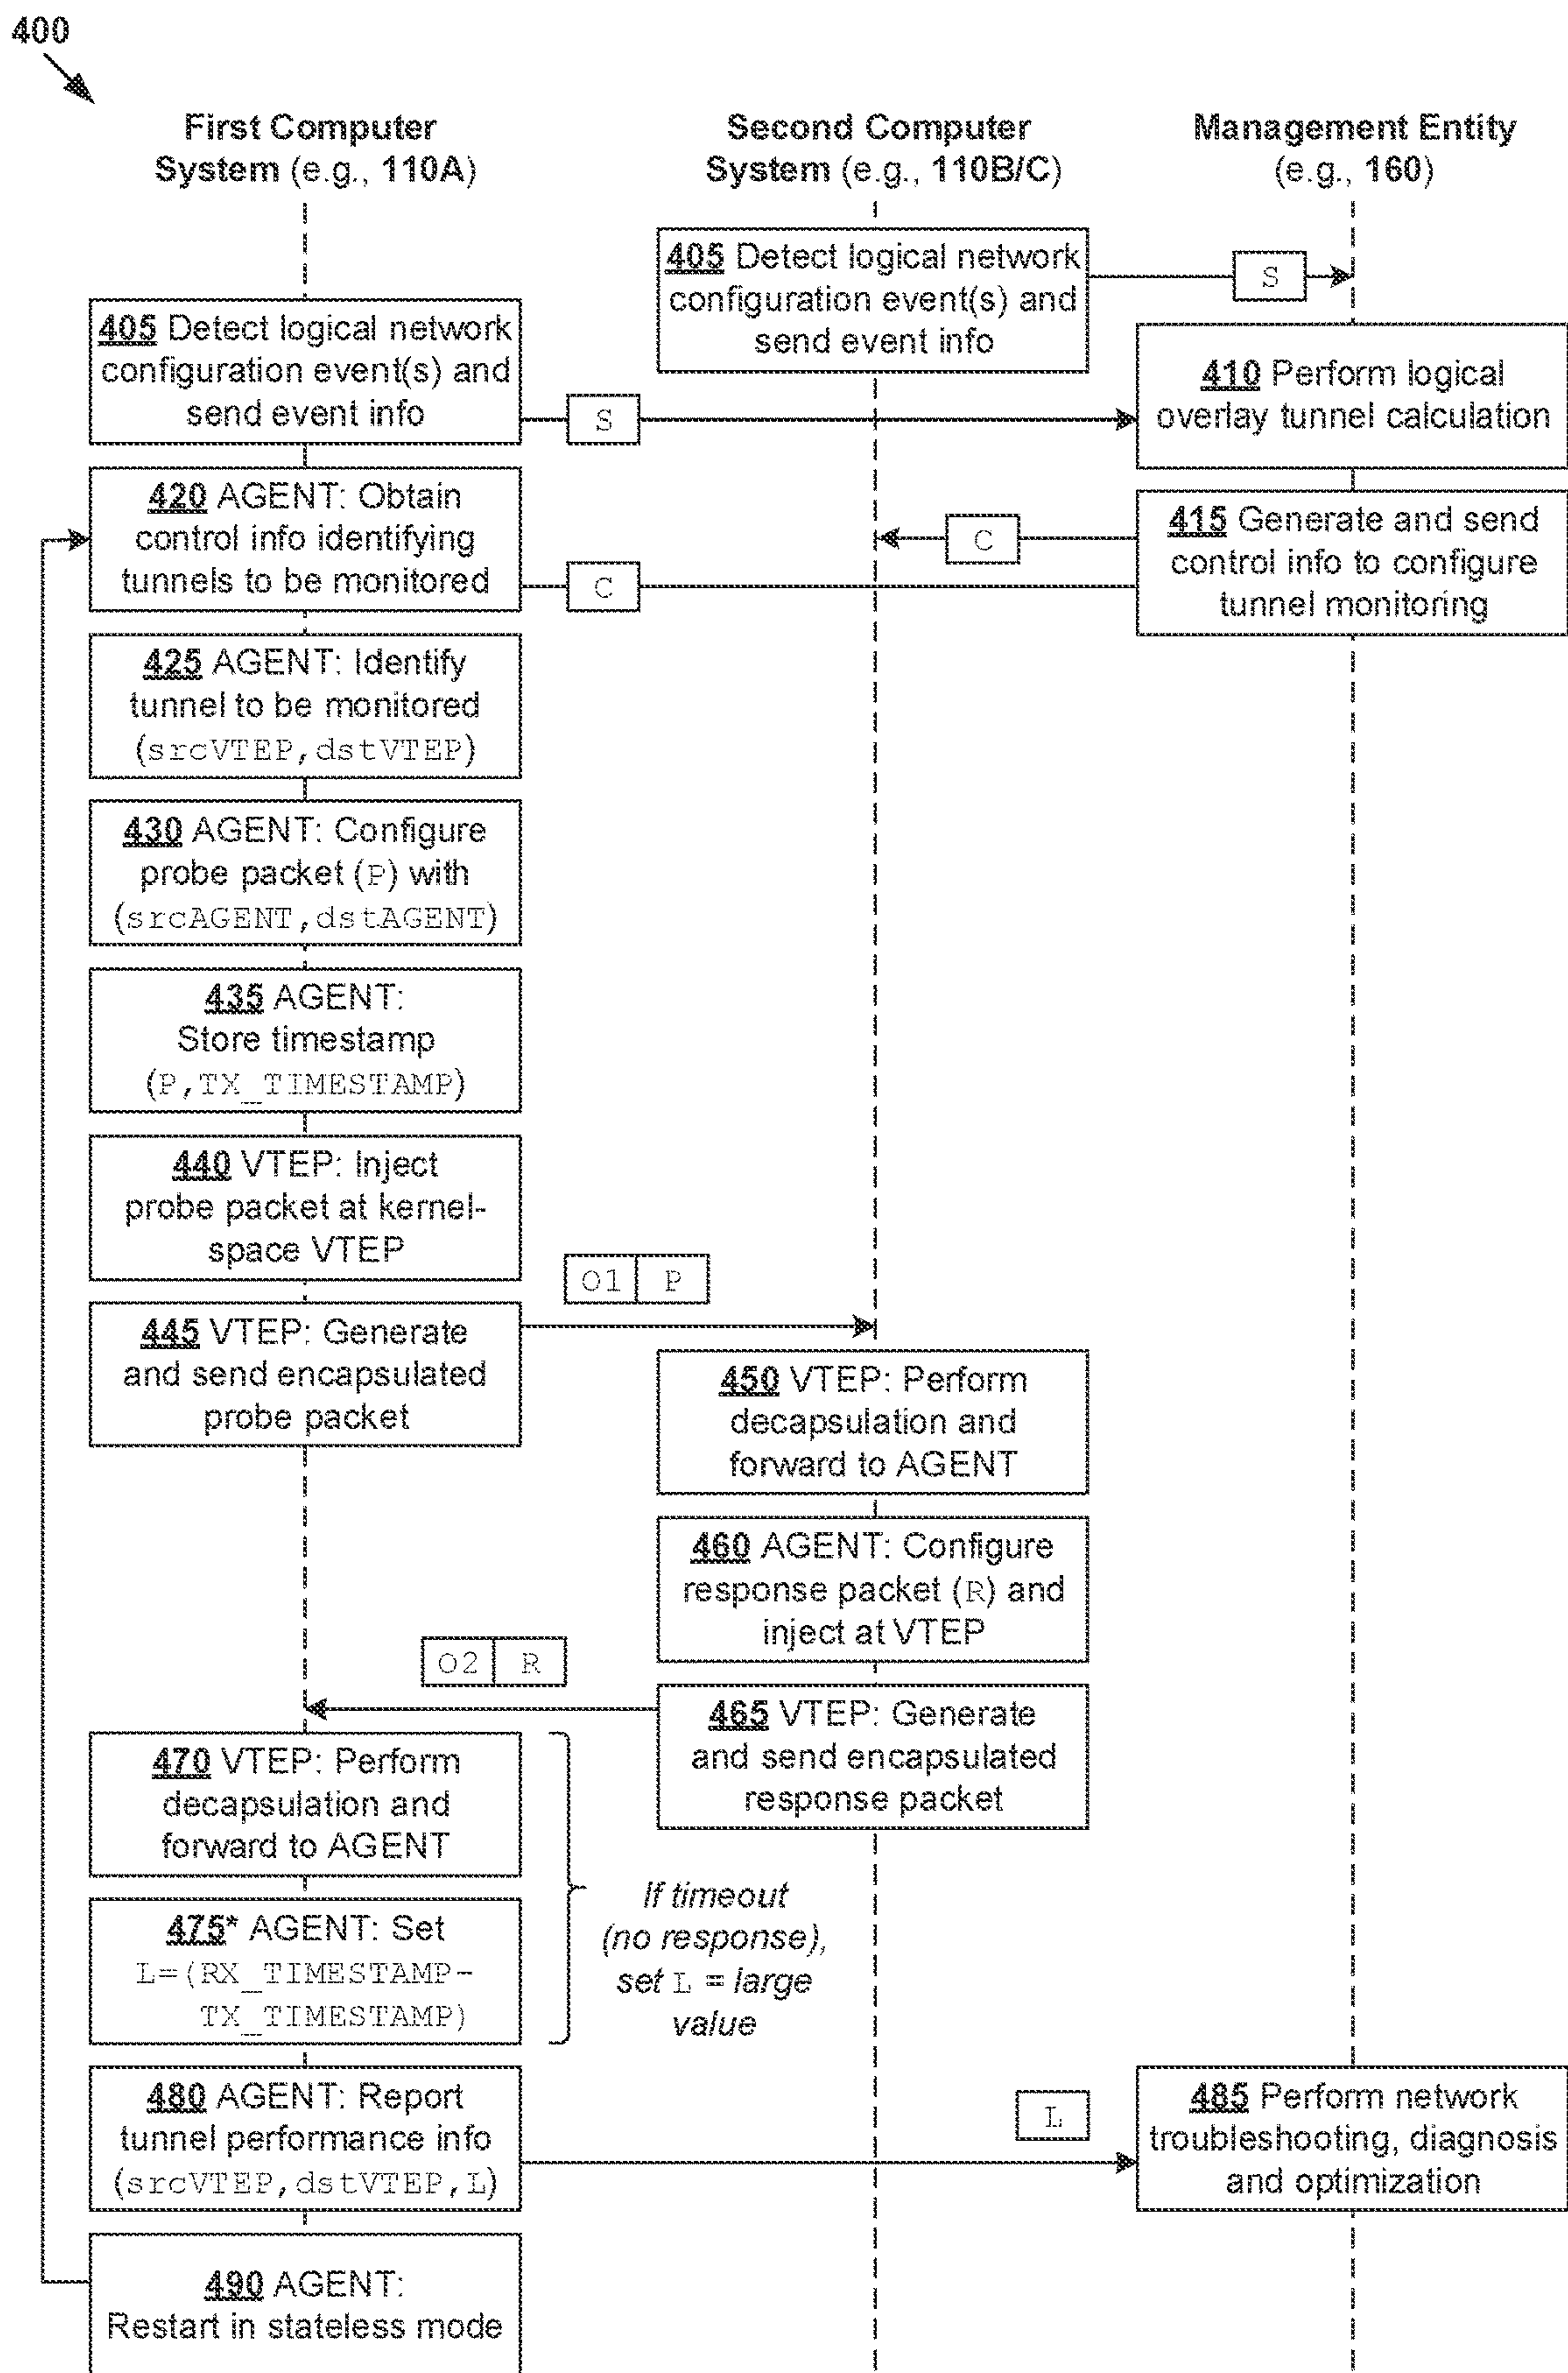 400
First Computer
System (e.g., 110A)
Second Computer
System (e.g., 110B/C)
Management Entity
(e.g., 160)
405 Detect logical network
configuration event(s) and
send event info
S
405 Detect logical network
configuration event(s) and
send event info
S
410 Perform logical
overlay tunnel calculation
420 AGENT: Obtain
control info identifying
tunnels to be monitored
C
C
415 Generate and send
control info to configure
tunnel monitoring
425 AGENT: Identify
tunnel to be monitored
(srcVTEP,dstVTEP)
430 AGENT: Configure
probe packet (P) with
(srcAGENT,dstAGENT)
435 AGENT:
Store timestamp
(P,TX_TIMESTAMP)
440 VTEP: Inject
probe packet at kernel-
space VTEP
O1 P
445 VTEP: Generate
and send encapsulated
probe packet
450 VTEP: Perform
decapsulation and
forward to AGENT
460 AGENT: Configure
response packet (R) and
inject at VTEP
O2 R
465 VTEP: Generate
and send encapsulated
response packet
470 VTEP: Perform
decapsulation and
forward to AGENT
475* AGENT: Set
L=(RX_TIMESTAMP-
TX_TIMESTAMP)
If timeout
(no response),
set L = large
value
480 AGENT: Report
tunnel performance info
(srcVTEP,dstVTEP,L)
L
485 Perform network
troubleshooting, diagnosis
and optimization
490 AGENT:
Restart in stateless mode